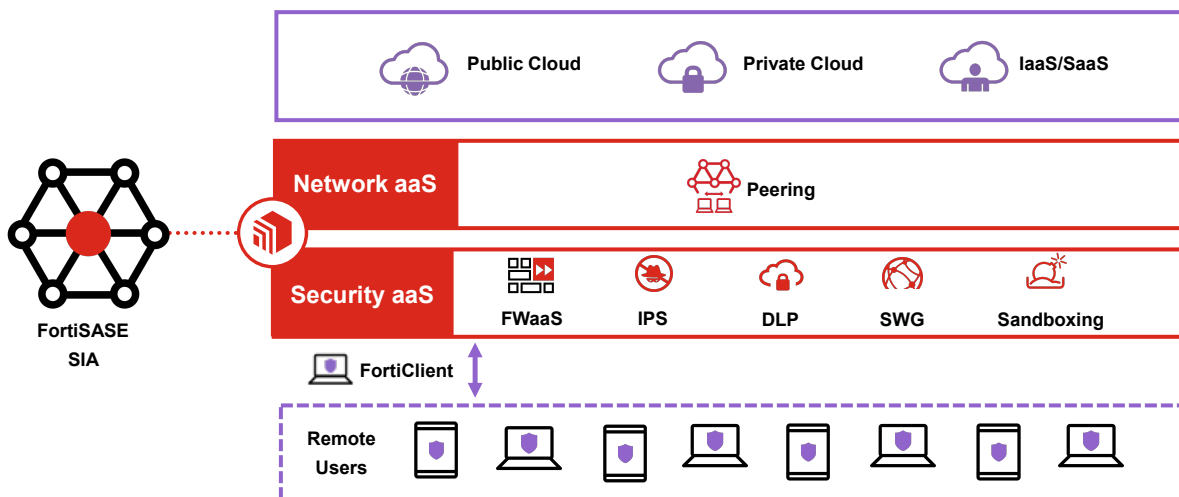 Public Cloud
Private Cloud
IaaS/SaaS
Network aaS
Peering
Security aaS
FWaaS
IPS
DLP
SWG
Sandboxing
FortiSASE
SIA
FortiClient
Remote
Users